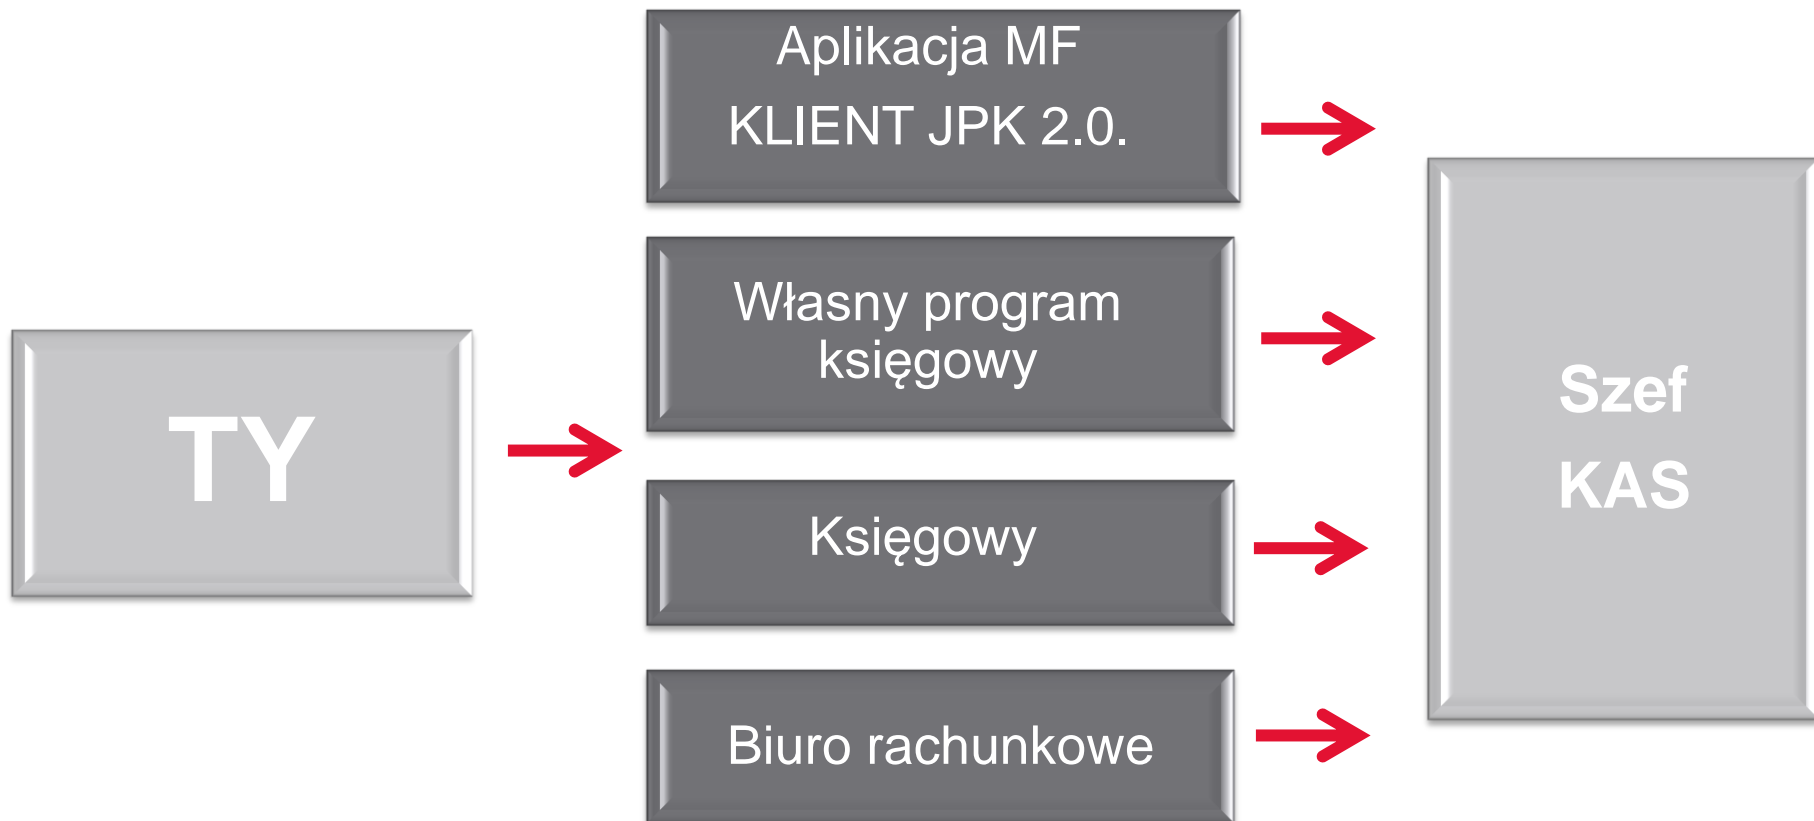 TY
Aplikacja MF
KLIENT JPK 2.0.
Własny program
księgowy
Księgowy
Biuro rachunkowe
Szef
KAS